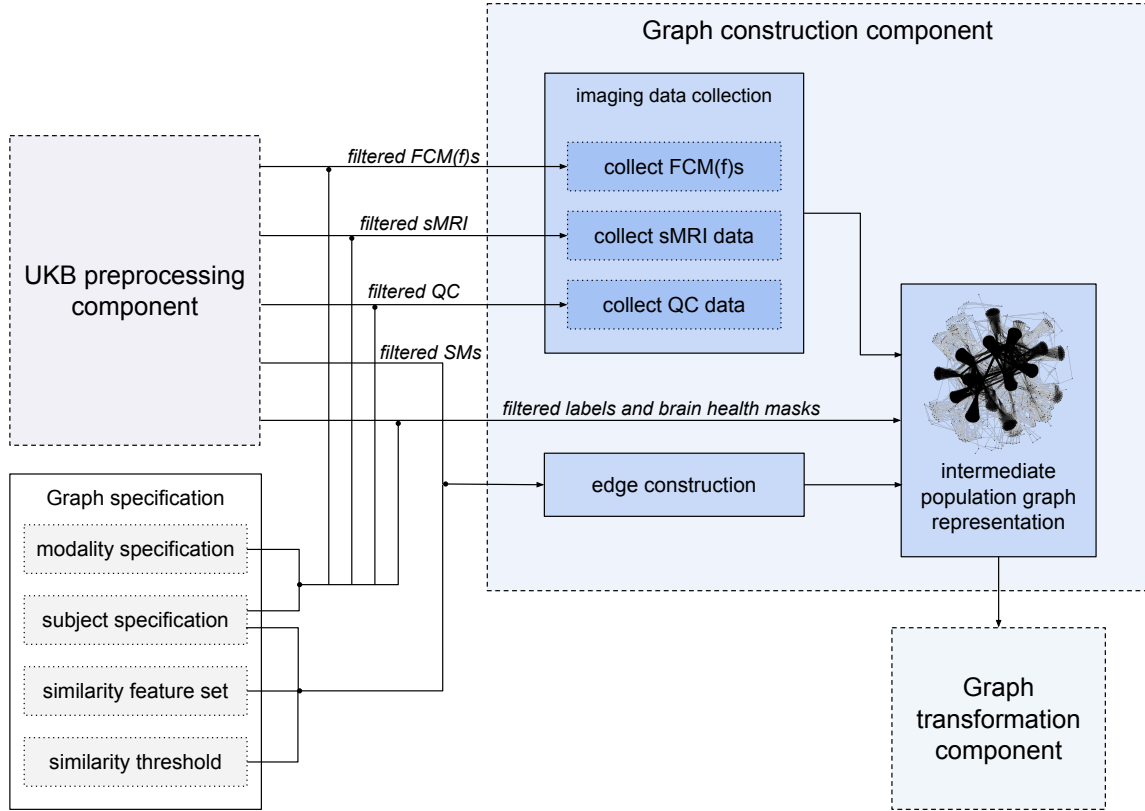 Graph construction component
imaging data collection
filtered FCM(f)s
collect FCM(f)s
filtered sMRI
collect sMRI data
UKB preprocessing
component
filtered QC
collect QC data
filtered SMs
filtered labels and brain health masks
edge construction
intermediate
population graph
representation
Graph specification
modality specification
subject specification
similarity feature set
similarity threshold
Graph
transformation
component